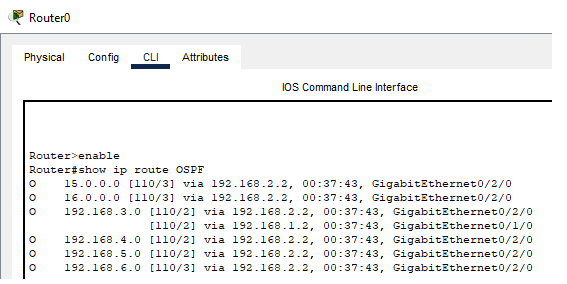 Router0
Physical Config CLI Attributes
IOS Command Line Interface
Router>enable
Router#show ip route OSPF
O 15.0.0.0 [110/3] via 192.168.2.2, 00:37:43, GigabitEthernet0/2/0
O 16.0.0.0 [110/3] via 192.168.2.2, 00:37:43, GigabitEthernet0/2/0
O 192.168.3.0 [110/2] via 192.168.2.2, 00:37:43, GigabitEthernet0/2/0
[110/2] via 192.168.1.2, 00:37:43, GigabitEthernet0/1/0
O 192.168.4.0 [110/2] via 192.168.2.2, 00:37:43, GigabitEthernet0/2/0
O 192.168.5.0 [110/2] via 192.168.2.2, 00:37:43, GigabitEthernet0/2/0
O 192.168.6.0 [110/3] via 192.168.2.2, 00:37:43, GigabitEthernet0/2/0